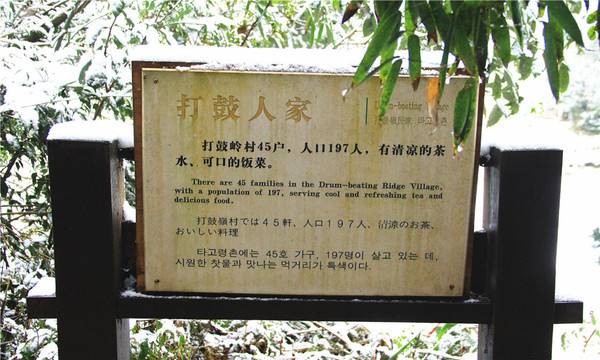 打鼓人家
Drum-beating Village
打鼓岭村45户，人口197人，有清凉的茶
水、可口的饭菜。
There are 45 families in the Drum-beating Ridge Village,
with a population of 197, serving cool and refreshing tea and
delicious food.
打鼓嶺村では４５軒、人口１９７人、清涼のお茶、
おいしい料理
타고령촌에는 45호 가구, 197명이 살고 있는 데,
시원한 찻물과 맛나는 먹거리가 특색이다.